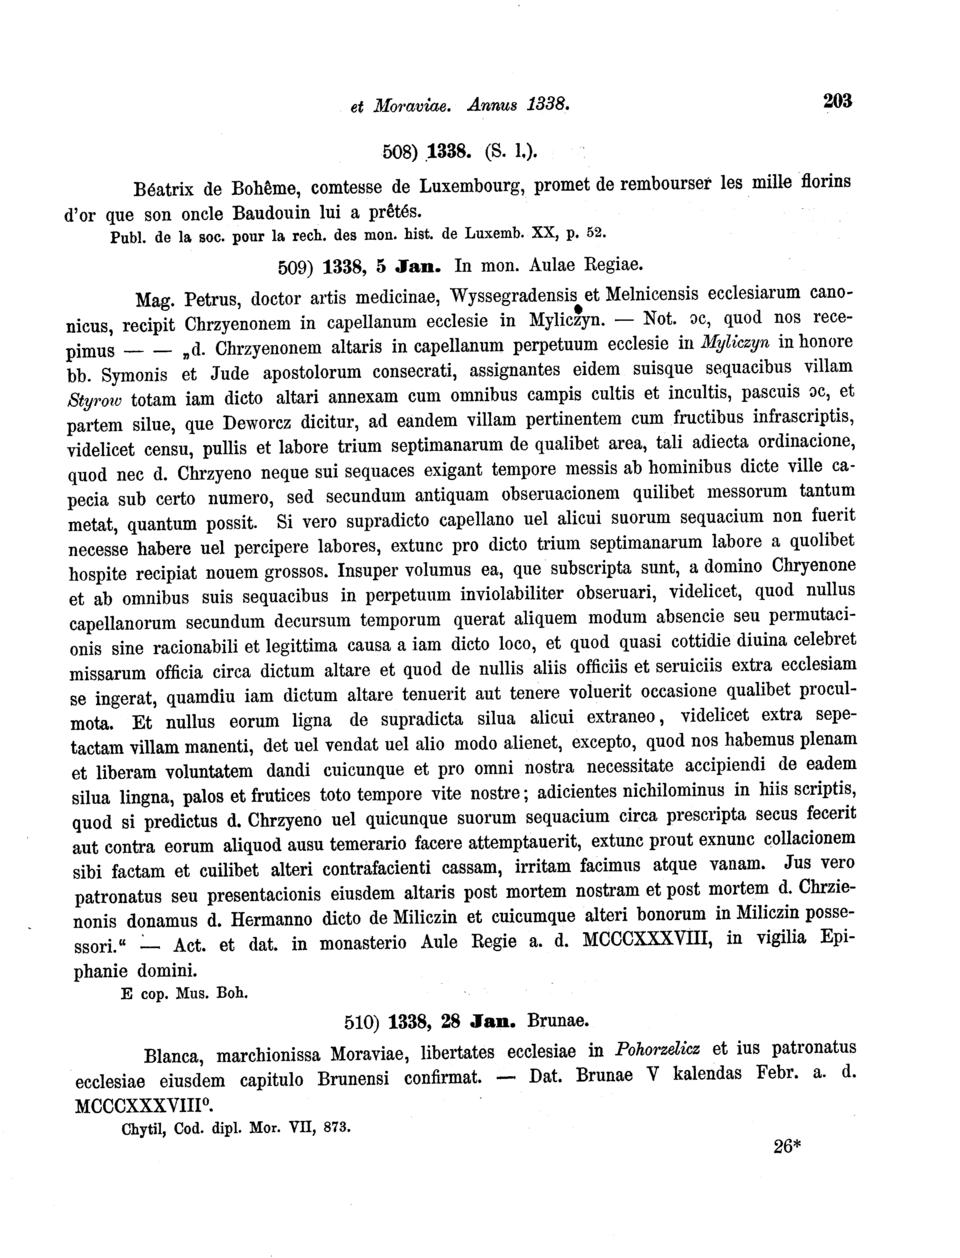 et Moraviae. Annus 1338. 203
508) 1338. (S. l.).
Béatrix de Bohême, comtesse de Luxembourg, promet de rembourser les mille florins
d'or que son oncle Baudouin lui a prêtés.
Publ. de la soc. pour la rech. des mon. hist. de Luxemb. XX, p. 52.
509) 1338, 5 Jan. In mon. Aulae Regiae.
Mag. Petrus, doctor artis medicinae, Wyssegradensis et Melnicensis ecclesiarum cano-
nicus, recipit Chrzyenonem in capellanum ecclesie in Myliczyn. — Not. ɔc, quod nos rece-
pimus — — „d. Chrzyenonem altaris in capellanum perpetuum ecclesie in Myliczyn in honore
bb. Symonis et Jude apostolorum consecrati, assignantes eidem suisque sequacibus villam
Styrow totam iam dicto altari annexam cum omnibus campis cultis et incultis, pascuis ɔc, et
partem silue, que Deworcz dicitur, ad eandem villam pertinentem cum fructibus infrascriptis,
videlicet censu, pullis et labore trium septimanarum de qualibet area, tali adiecta ordinacione,
quod nec d. Chrzyeno neque sui sequaces exigant tempore messis ab hominibus dicte ville ca-
pecia sub certo numero, sed secundum antiquam obseruacionem quilibet messorum tantum
metat, quantum possit. Si vero supradicto capellano uel alicui suorum sequacium non fuerit
necesse habere uel percipere labores, extunc pro dicto trium septimanarum labore a quolibet
hospite recipiat nouem grossos. Insuper volumus ea, que subscripta sunt, a domino Chryenone
et ab omnibus suis sequacibus in perpetuum inviolabiliter obseruari, videlicet, quod nullus
capellanorum secundum decursum temporum querat aliquem modum absencie seu permutaci-
onis sine racionabili et legittima causa a iam dicto loco, et quod quasi cottidie diuina celebret
missarum officia circa dictum altare et quod de nullis aliis officiis et seruiciis extra ecclesiam
se ingerat, quamdiu iam dictum altare tenuerit aut tenere voluerit occasione qualibet procul-
mota. Et nullus eorum ligna de supradicta silua alicui extraneo, videlicet extra sepe-
tactam villam manenti, det uel vendat uel alio modo alienet, excepto, quod nos habemus plenam
et liberam voluntatem dandi cuicunque et pro omni nostra necessitate accipiendi de eadem
silua lingna, palos et frutices toto tempore vite nostre; adicientes nichilominus in hiis scriptis,
quod si predictus d. Chrzyeno uel quicunque suorum sequacium circa prescripta secus fecerit
aut contra eorum aliquod ausu temerario facere attemptauerit, extunc prout exnunc collacionem
sibi factam et cuilibet alteri contrafacienti cassam, irritam facimus atque vanam. Jus vero
patronatus seu presentacionis eiusdem altaris post mortem nostram et post mortem d. Chrzie-
nonis donamus d. Hermanno dicto de Miliczin et cuicumque alteri bonorum in Miliczin posse-
ssori.“ — Act. et dat. in monasterio Aule Regie a. d. MCCCXXXVIII, in vigilia Epi-
phanie domini.
E cop. Mus. Boh.
510) 1338, 28 Jan. Brunae.
Blanca, marchionissa Moraviae, libertates ecclesiae in Pohorzelicz et ius patronatus
ecclesiae eiusdem capitulo Brunensi confirmat. — Dat. Brunae V kalendas Febr. a. d.
MCCCXXXVIII⁰.
Chytil, Cod. dipl. Mor. VII, 873.
26*